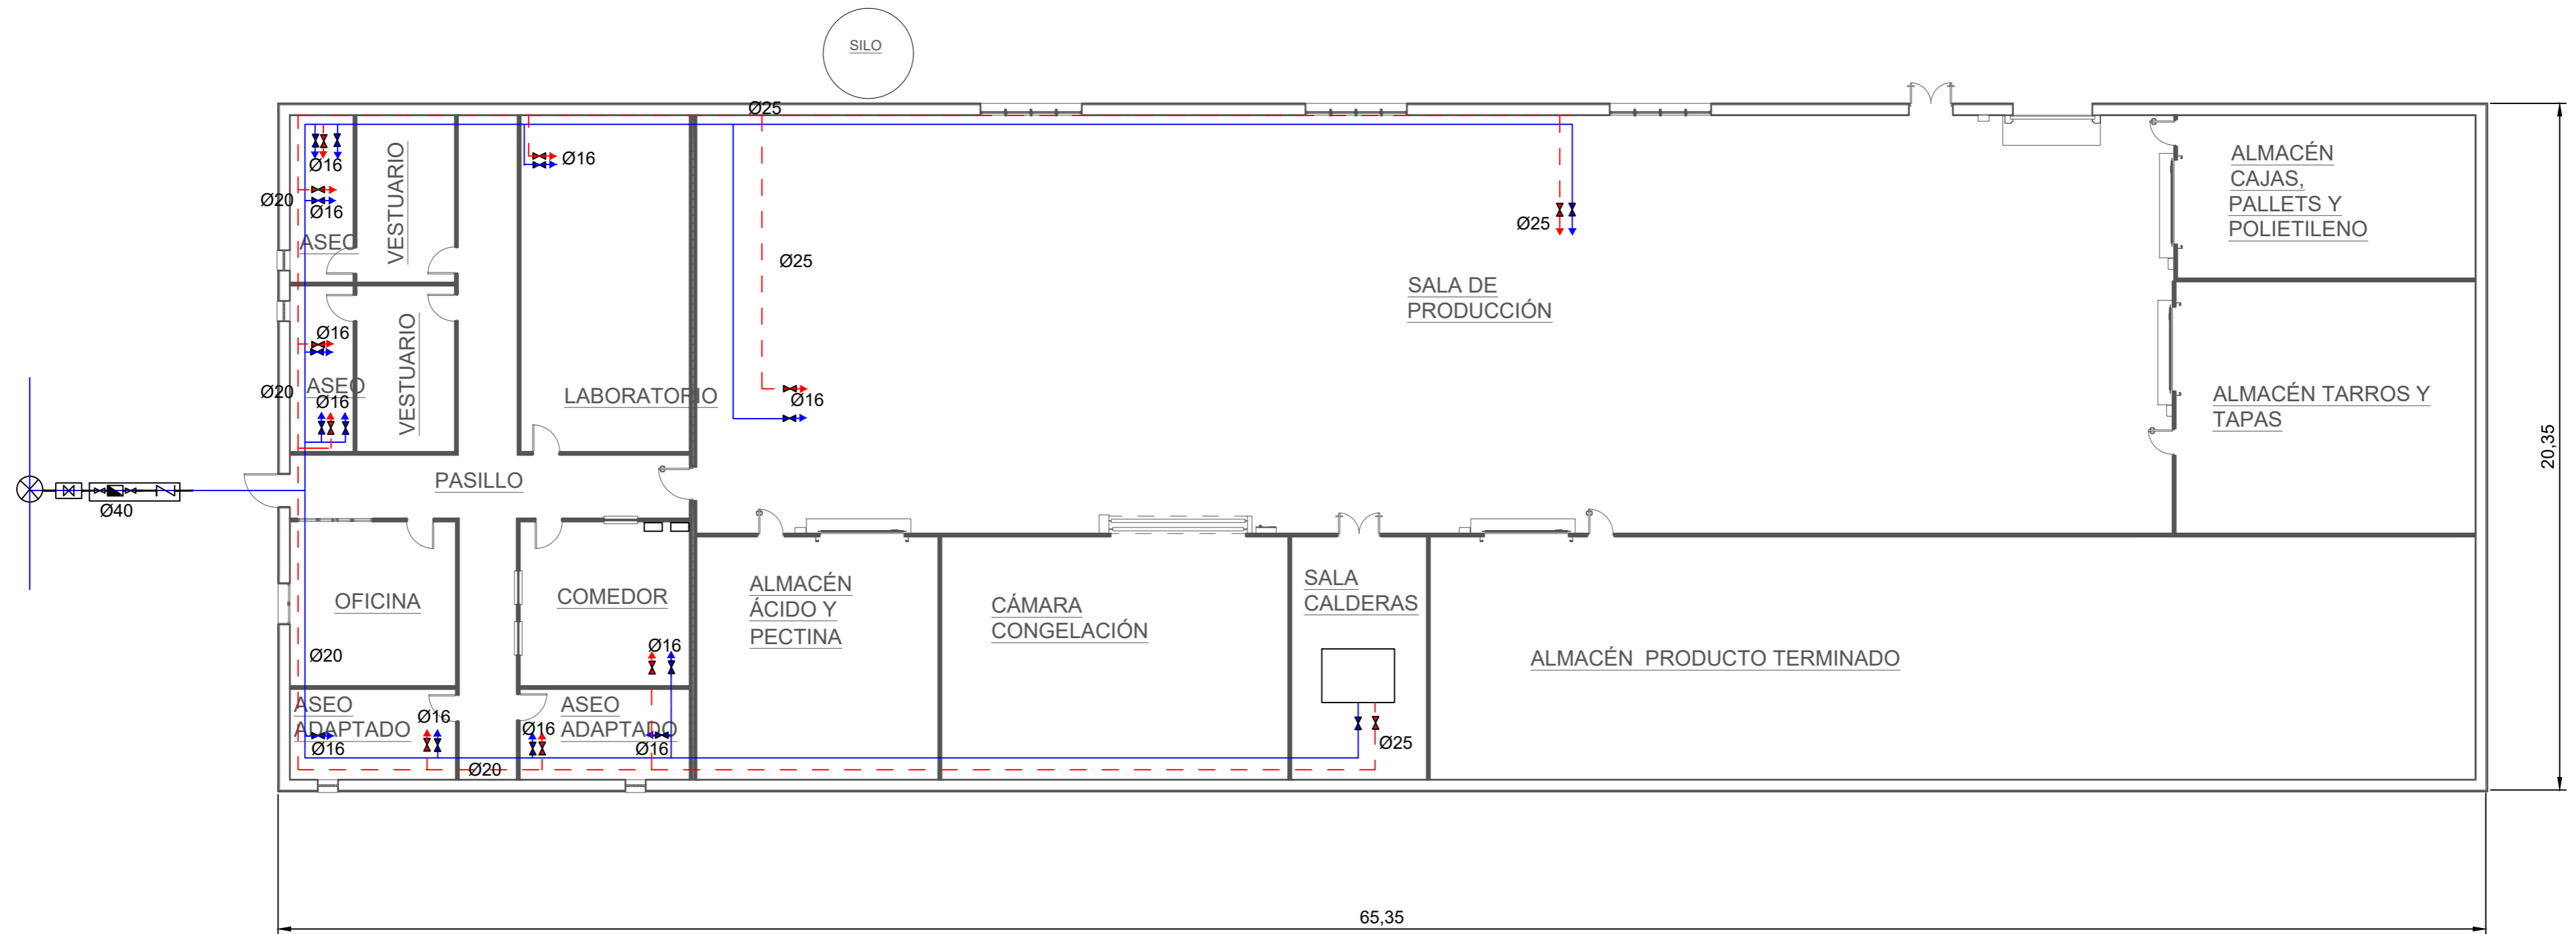 SILO
Ø25
Ø16
Ø16
ALMACÉN
CAJAS,
PALLETS Y
POLIETILENO
VESTUARIO
Ø20
Ø16
Ø25
ASEO
Ø25
SALA DE
PRODUCCIÓN
Ø16
VESTUARIO
Ø20
ASEO
Ø16
LABORATORIO
Ø16
ALMACÉN TARROS Y
TAPAS
20,35
PASILLO
Ø40
OFICINA
COMEDOR
ALMACÉN
ÁCIDO Y
PECTINA
CÁMARA
CONGELACIÓN
SALA
CALDERAS
ALMACÉN PRODUCTO TERMINADO
Ø20
Ø16
ASEO
ADAPTADO
Ø16
Ø16
ASEO
ADAPTADO
Ø16
Ø16
Ø25
Ø20
65,35